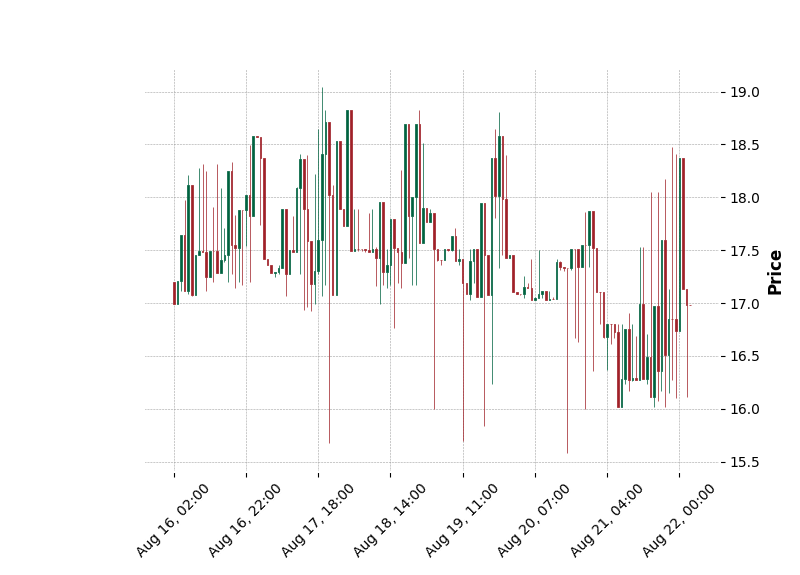 19.0
18.5
18.0
17.5
17.0
16.5
16.0
15.5
Price
Aug 16, 02:00
Aug 16, 22:00
Aug 17, 18:00
Aug 18, 14:00
Aug 19, 11:00
Aug 20, 07:00
Aug 21, 04:00
Aug 22, 00:00